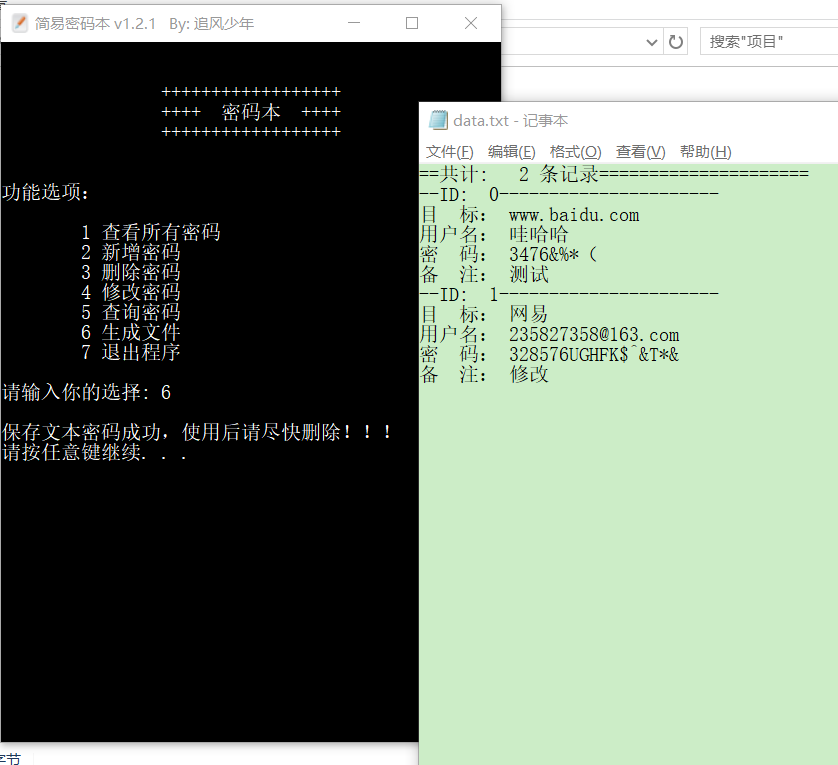 简易密码本 v1.2.1 By: 追风少年
++++++++++++++++++
++++ 密码本 ++++
++++++++++++++++++
功能选项:
1 查看所有密码
2 新增密码
3 删除密码
4 修改密码
5 查询密码
6 生成文件
7 退出程序
请输入你的选择: 6
保存文本密码成功,使用后请尽快删除!!!
请按任意键继续. . .
搜索"项目"
data.txt - 记事本
文件(F) 编辑(E) 格式(O) 查看(V) 帮助(H)
==共计: 2 条记录=====================
--ID: 0----------------------
目 标: www.baidu.com
用户名: 哇哈哈
密 码: 3476&%*(
备 注: 测试
--ID: 1----------------------
目 标: 网易
用户名: 235827358@163.com
密 码: 328576UGHFK$^&T*&
备 注: 修改
字节